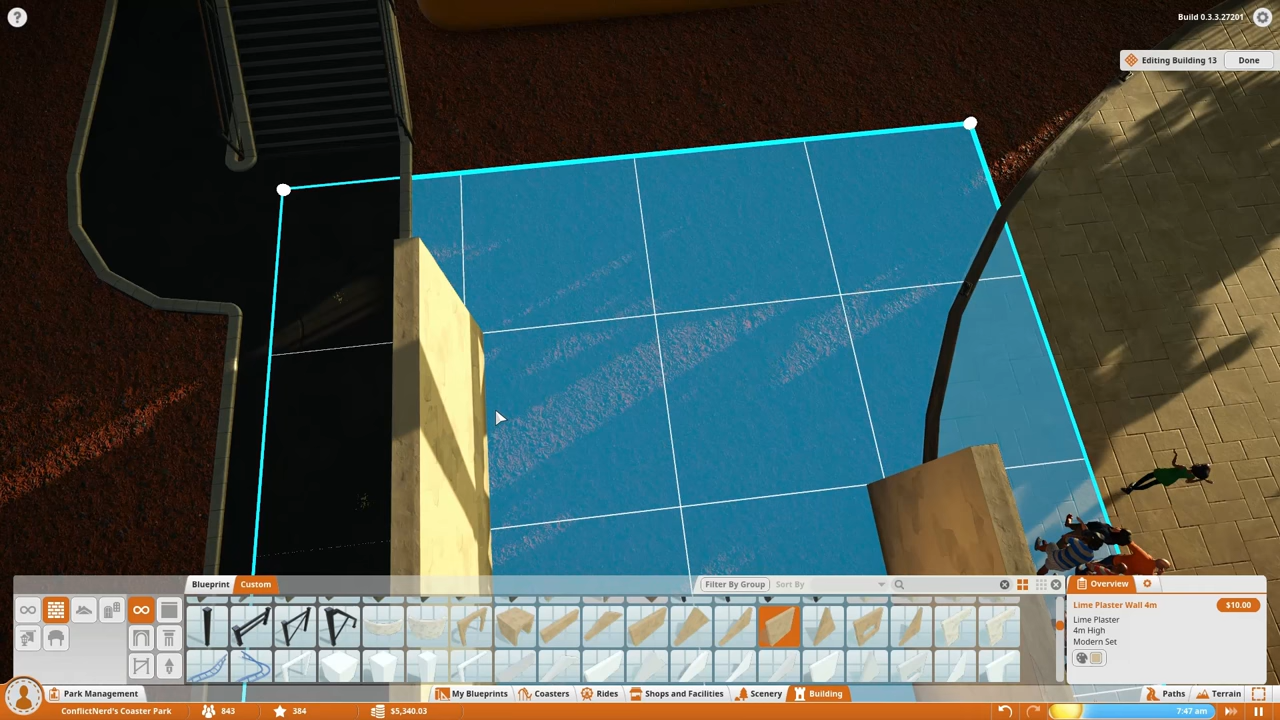 ?
Build 0.3.3.27201
Editing Building 13
Done
Blueprint
Custom
Filter By Group
Sort By
Overview
Lime Plaster Wall 4m
$10.00
Lime Plaster
4m High
Modern Set
Park Management
My Blueprints
Coasters
Rides
Shops and Facilities
Scenery
Building
Paths
Terrain
ConflictNerd's Coaster Park
843
384
$5,340.03
7:47 am